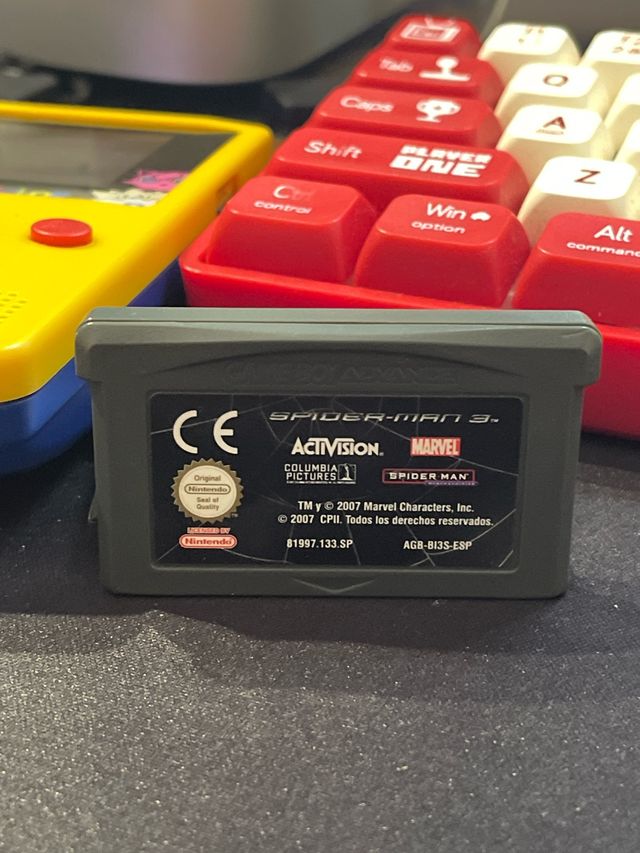 Tab
Caps
Shift
PLAYER
ONE
Q
A
Z
Ctrl
control
Win
option
Alt
command
GAME BOY ADVANCE
CE
SPIDER-MAN 3™
ACTIVISION®
MARVEL
COLUMBIA
PICTURES
SPIDER MAN
Original
Nintendo
Seal of
Quality
TM y © 2007 Marvel Characters, Inc.
© 2007 CPII. Todos los derechos reservados.
LICENSED BY
Nintendo
81997.133.SP
AGB-BI3S-ESP